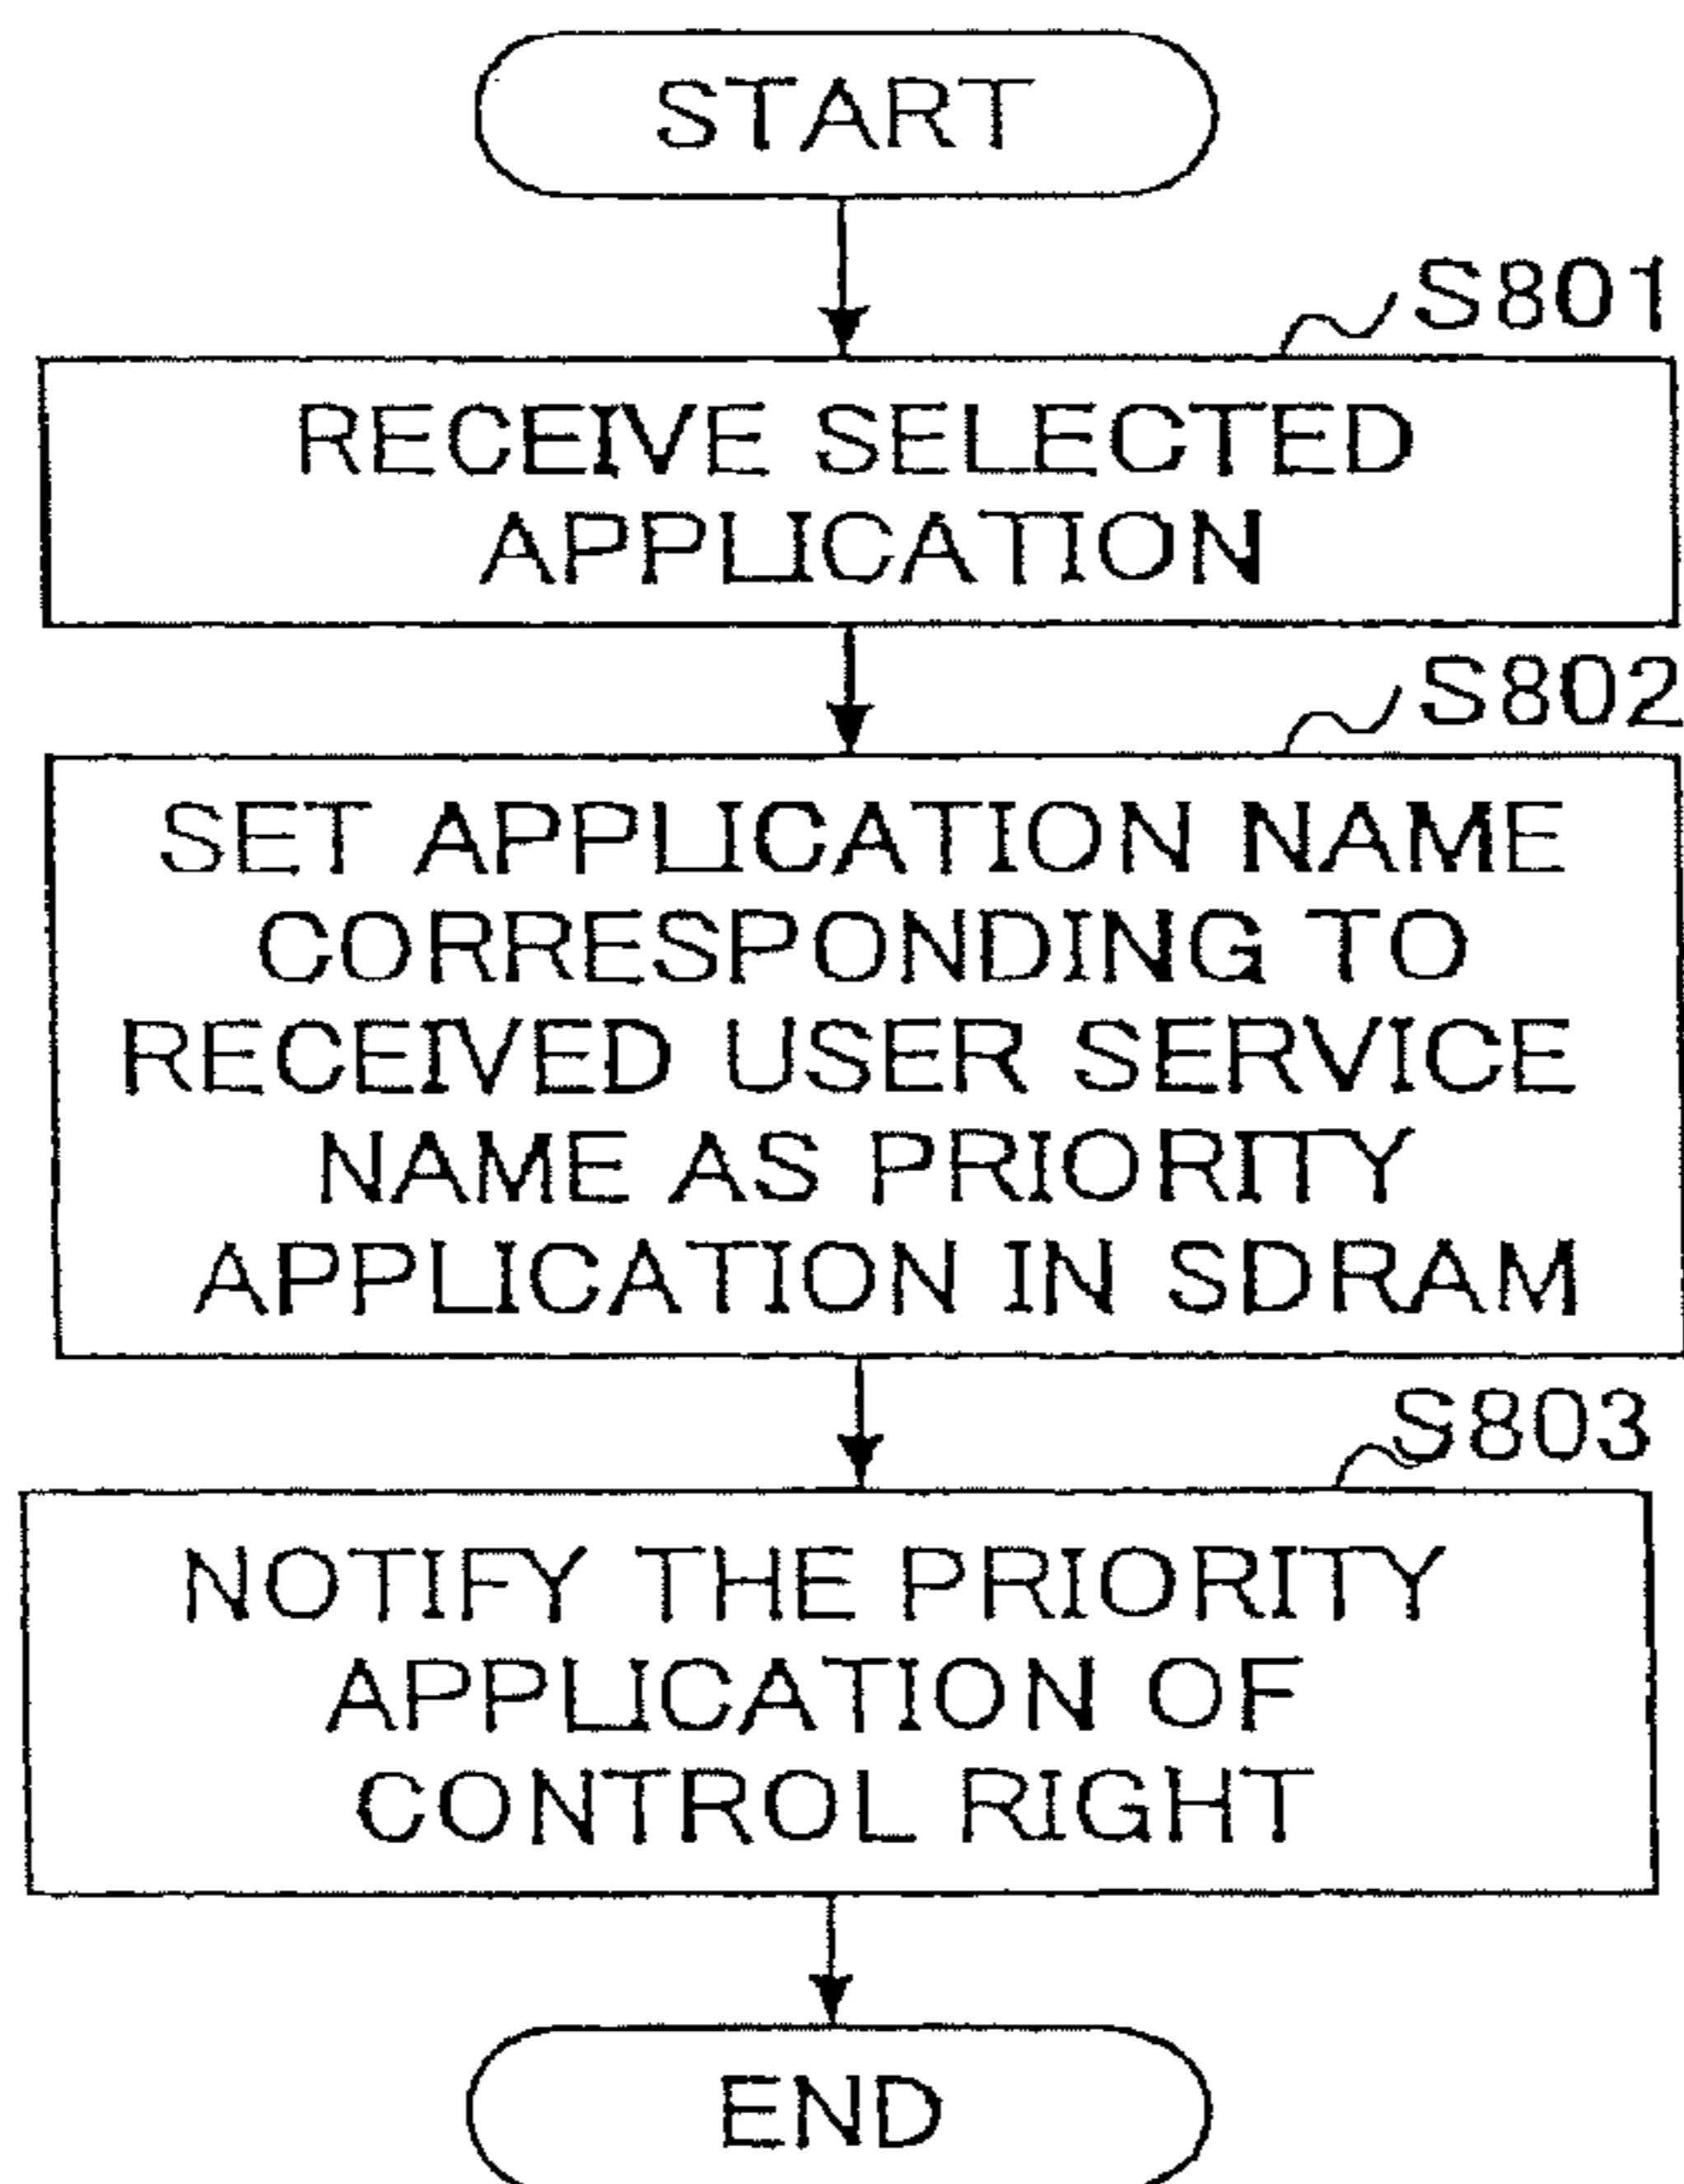 START
S801
RECEIVE SELECTED
APPLICATION
S802
SET APPLICATION NAME
CORRESPONDING TO
RECEIVED USER SERVICE
NAME AS PRIORITY
APPLICATION IN SDRAM
S803
NOTIFY THE PRIORITY
APPLICATION OF
CONTROL RIGHT
END